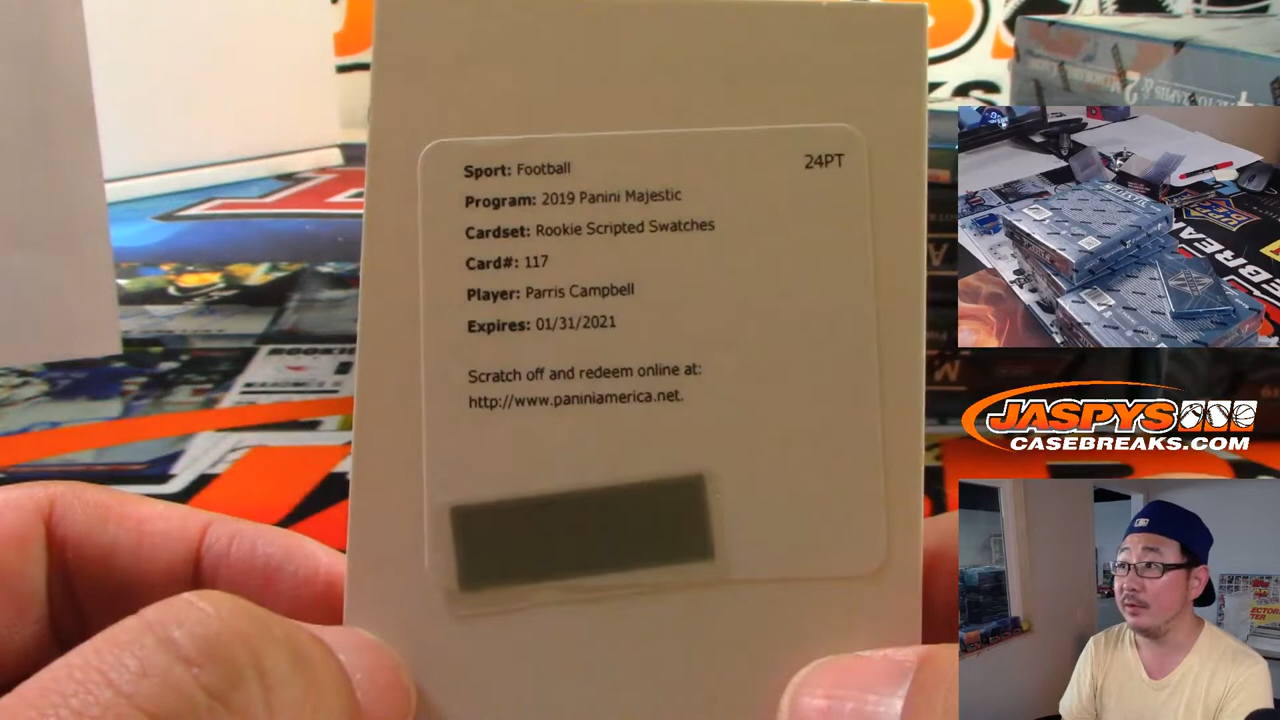 Sport: Football
24PT
Program: 2019 Panini Majestic
Cardset: Rookie Scripted Swatches
Card#: 117
Player: Parris Campbell
Expires: 01/31/2021
Scratch off and redeem online at:
http://www.paniniamerica.net.
JASPYS
CASEBREAKS.COM